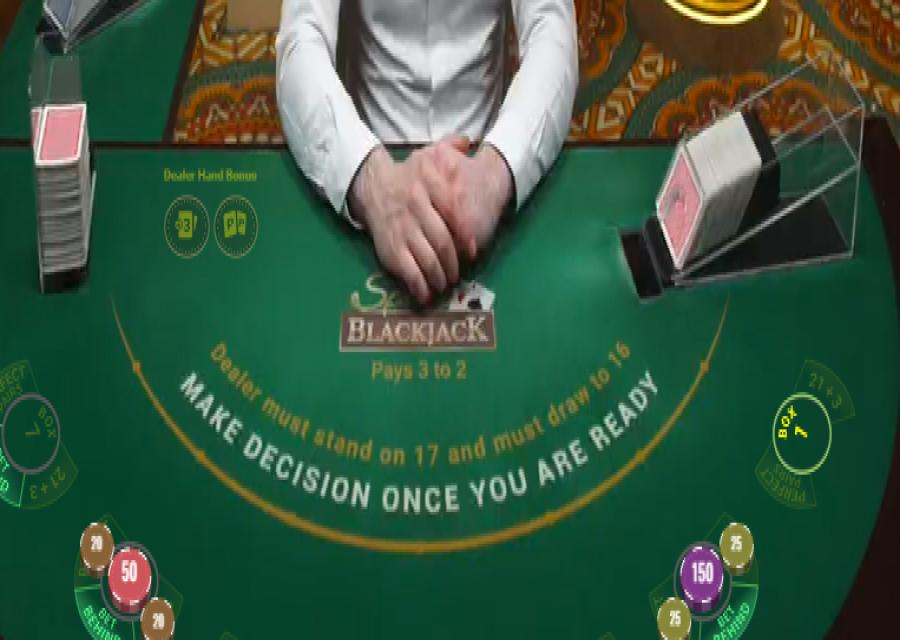 Dealer Hand Bonus
BLACKJACK
Pays 3 to 2
Dealer must stand on 17 and must draw to 16
MAKE DECISION ONCE YOU ARE READY
BOX
7
21+3
21+3
BOX
7
PERFECT
PAIRS
20
50
20
BET
BEHIND
25
150
25
BET
BEHIND